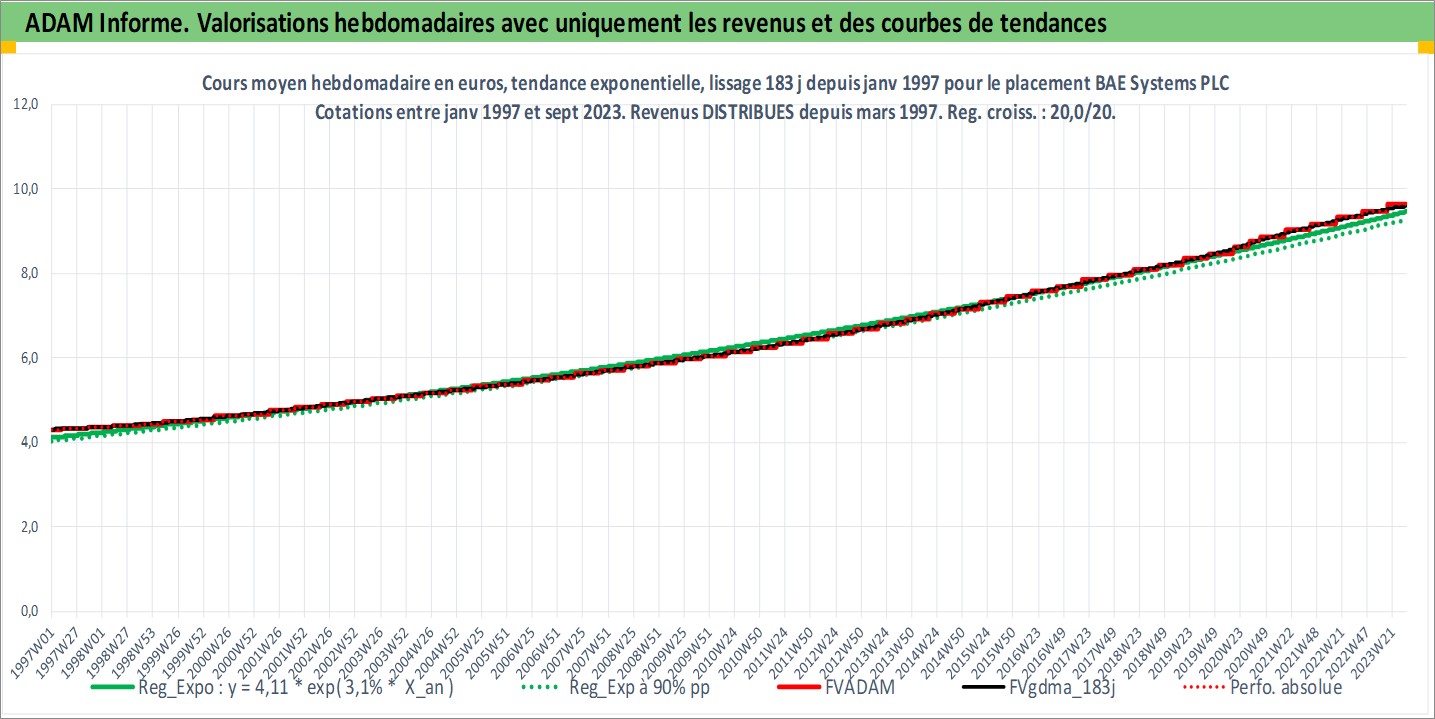 ADAM Informe. Valorisations hebdomadaires avec uniquement les revenus et des courbes de tendances
Cours moyen hebdomadaire en euros, tendance exponentielle, lissage 183 j depuis janv 1997 pour le placement BAE Systems PLC
Cotations entre janv 1997 et sept 2023. Revenus DISTRIBUES depuis mars 1997. Reg. croiss. : 20,0/20.
12,0
10,0
8,0
6,0
4,0
2,0
0,0
1997W01
1997W27
1998W01
1998W27
1998W53
1999W26
1999W52
2000W26
2000W52
2001W26
2001W52
2002W26
2002W52
2003W26
2003W52
2004W26
2004W52
2005W25
2005W51
2006W25
2006W51
2007W25
2007W51
2008W25
2008W51
2009W25
2009W51
2010W24
2010W50
2011W24
2011W50
2012W24
2012W50
2013W24
2013W50
2014W24
2014W50
2015W24
2015W50
2016W23
2016W49
2017W23
2017W49
2018W23
2018W49
2019W23
2019W49
2020W23
2020W49
2021W22
2021W48
2022W21
2022W47
2023W21
Reg_Expo : y = 4,11 * exp( 3,1% * X_an )
Reg_Exp à 90% pp
FVADAM
FVgdma_183j
Perfo. absolue